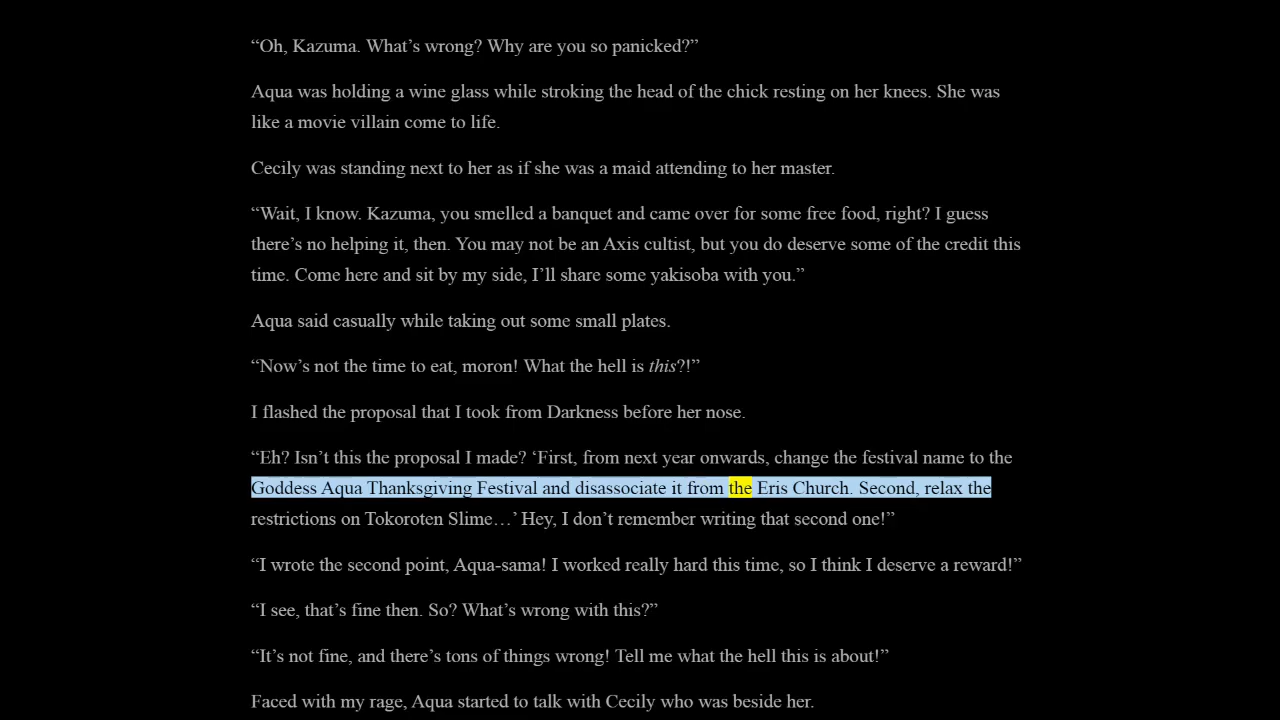 “Oh, Kazuma. What’s wrong? Why are you so panicked?”
Aqua was holding a wine glass while stroking the head of the chick resting on her knees. She was
like a movie villain come to life.
Cecily was standing next to her as if she was a maid attending to her master.
“Wait, I know. Kazuma, you smelled a banquet and came over for some free food, right? I guess
there’s no helping it, then. You may not be an Axis cultist, but you do deserve some of the credit this
time. Come here and sit by my side, I’ll share some yakisoba with you.”
Aqua said casually while taking out some small plates.
“Now’s not the time to eat, moron! What the hell is this?!”
I flashed the proposal that I took from Darkness before her nose.
“Eh? Isn’t this the proposal I made? ‘First, from next year onwards, change the festival name to the
Goddess Aqua Thanksgiving Festival and disassociate it from the Eris Church. Second, relax the
restrictions on Tokoroten Slime…’ Hey, I don’t remember writing that second one!”
“I wrote the second point, Aqua-sama! I worked really hard this time, so I think I deserve a reward!”
“I see, that’s fine then. So? What’s wrong with this?”
“It’s not fine, and there’s tons of things wrong! Tell me what the hell this is about!”
Faced with my rage, Aqua started to talk with Cecily who was beside her.